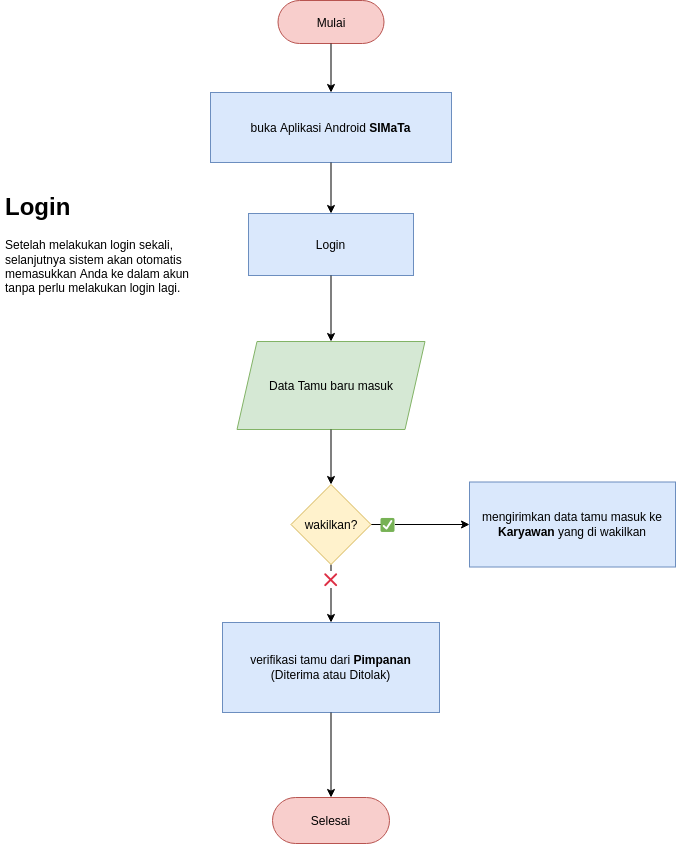 Mulai
buka Aplikasi Android SIMaTa
Login
Setelah melakukan login sekali,
selanjutnya sistem akan otomatis
memasukkan Anda ke dalam akun
tanpa perlu melakukan login lagi.
Login
Data Tamu baru masuk
wakilkan?
mengirimkan data tamu masuk ke
Karyawan yang di wakilkan
verifikasi tamu dari Pimpanan
(Diterima atau Ditolak)
Selesai